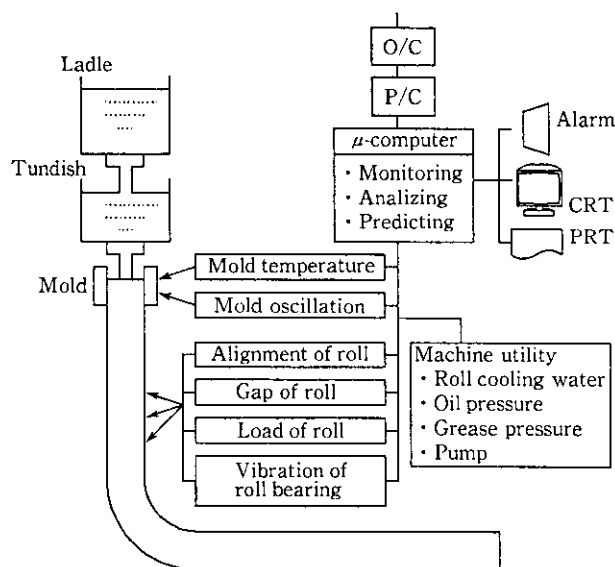 O/C
Ladle
P/C
μ-computer
· Monitoring
· Analizing
· Predicting
Alarm
CRT
PRT
Tundish
Mold
Mold temperature
Mold oscillation
Alignment of roll
Gap of roll
Load of roll
Vibration of
roll bearing
Machine utility
· Roll cooling water
· Oil pressure
· Grease pressure
· Pump